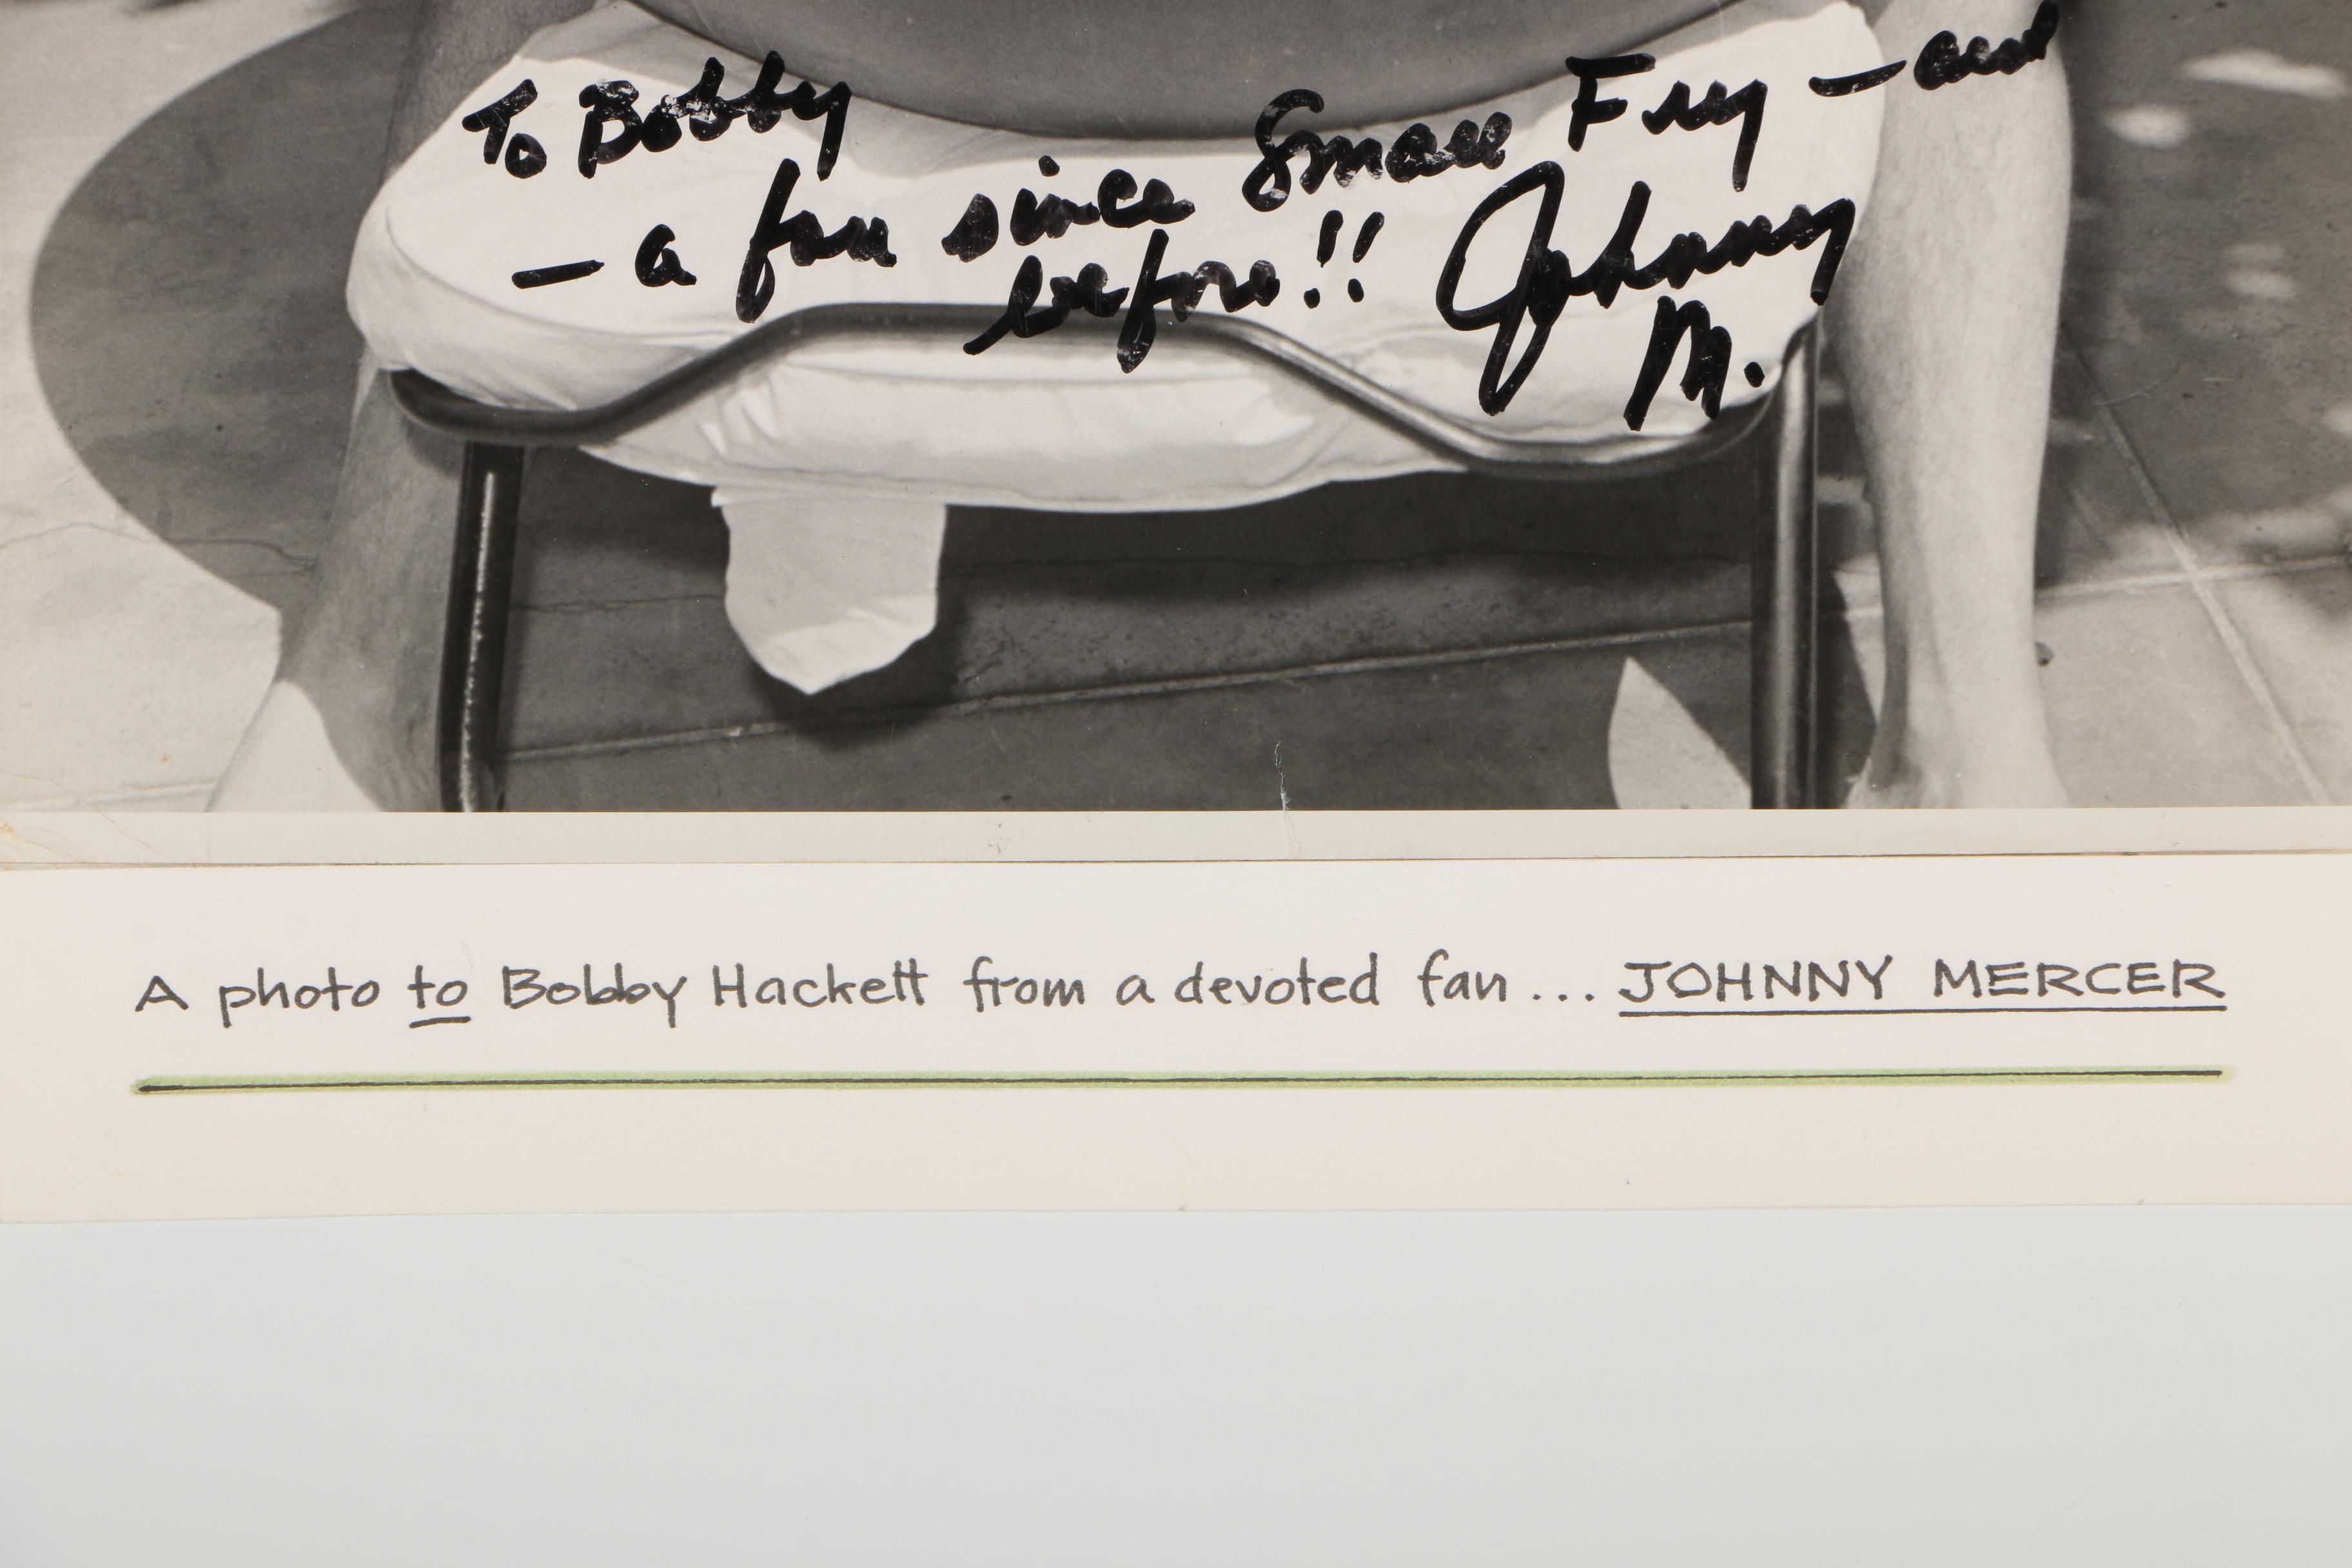 To Bobby
– a fan since Small Fry – and
before!! Johnny
M.
A photo to Bobby Hackett from a devoted fan... JOHNNY MERCER